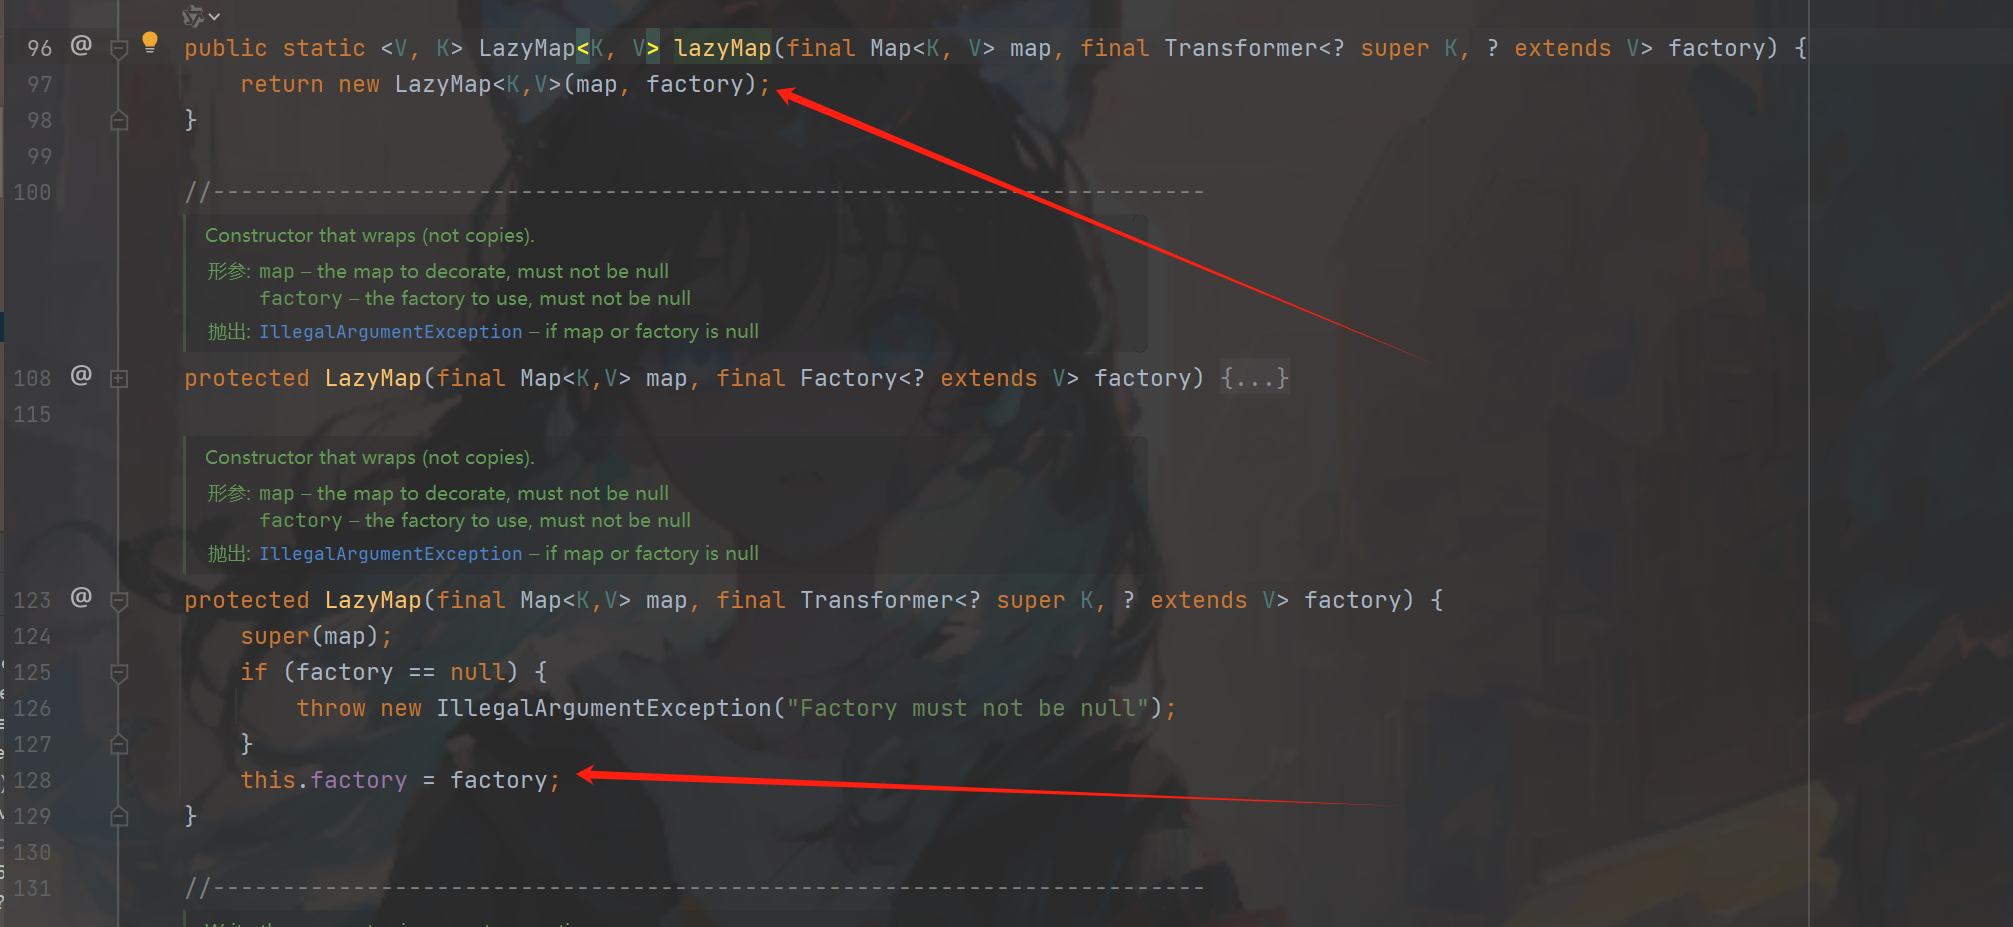 96 @ public static <V, K> LazyMap<K, V> lazyMap(final Map<K, V> map, final Transformer<? super K, ? extends V> factory) {
97 return new LazyMap<K,V>(map, factory);
98 }
99
100 //-----------------------------------------------------------------------
Constructor that wraps (not copies).
形参: map – the map to decorate, must not be null
factory – the factory to use, must not be null
抛出: IllegalArgumentException – if map or factory is null
108 @ protected LazyMap(final Map<K,V> map, final Factory<? extends V> factory) {...}
115
Constructor that wraps (not copies).
形参: map – the map to decorate, must not be null
factory – the factory to use, must not be null
抛出: IllegalArgumentException – if map or factory is null
123 @ protected LazyMap(final Map<K,V> map, final Transformer<? super K, ? extends V> factory) {
124 super(map);
125 if (factory == null) {
126 throw new IllegalArgumentException("Factory must not be null");
127 }
128 this.factory = factory;
129 }
130
131 //-----------------------------------------------------------------------